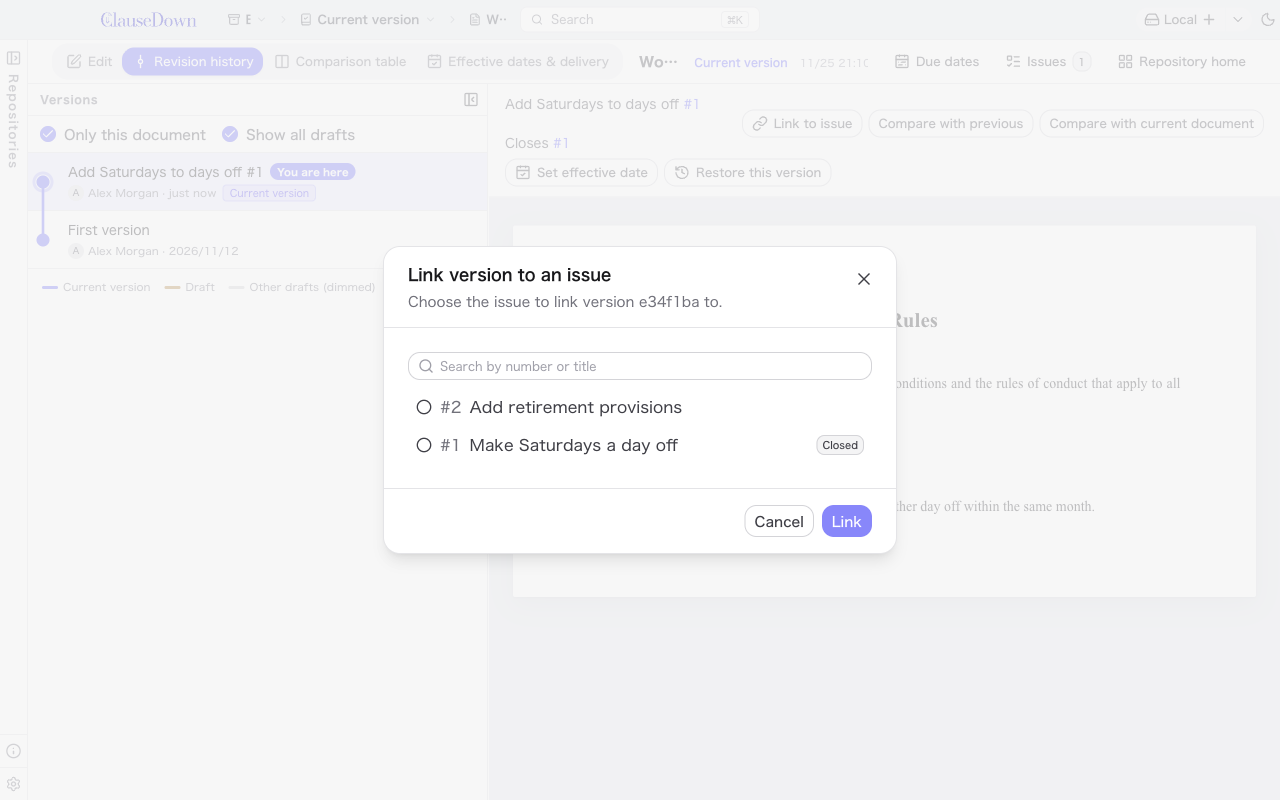 ClauseDown
E
Current version
W··
Search
⌘K
Local
Repositories
Edit
Revision history
Comparison table
Effective dates & delivery
Wo···
Current version
11/25 21:10
Due dates
Issues 1
Repository home
Versions
Only this document
Show all drafts
Add Saturdays to days off #1 You are here
A Alex Morgan · Just now Current version
First version
A Alex Morgan · 2026/11/12
Current version
Draft
Other drafts (dimmed)
Add Saturdays to days off #1
Closes #1
Link to issue
Compare with previous
Compare with current document
Set effective date
Restore this version
Rules
onditions and the rules of conduct that apply to all
ther day off within the same month.
Link version to an issue
Choose the issue to link version e34f1ba to.
Search by number or title
#2 Add retirement provisions
#1 Make Saturdays a day off Closed
Cancel
Link